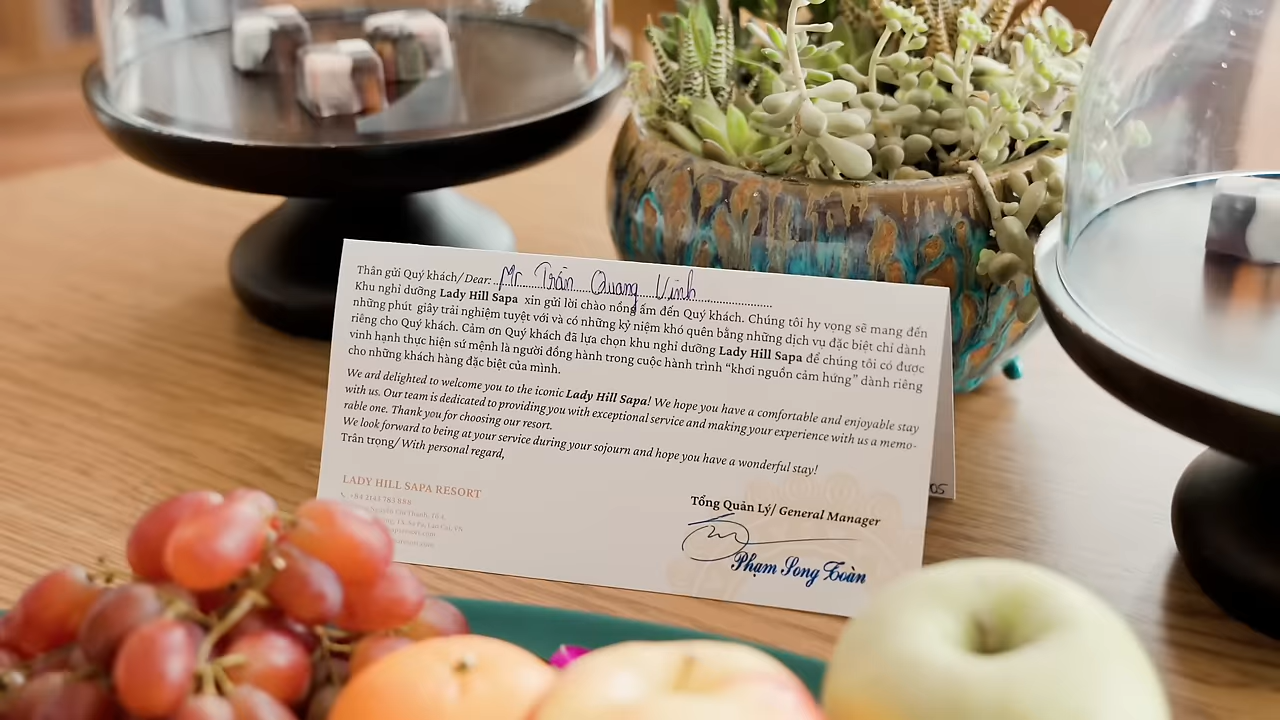 Thân gửi Quý khách/ Dear: Mr Trần Quang Vinh
Khu nghỉ dưỡng Lady Hill Sapa xin gửi lời chào nồng ấm đến Quý khách. Chúng tôi hy vọng sẽ mang đến
những phút giây trải nghiệm tuyệt vời và có những kỷ niệm khó quên bằng những dịch vụ đặc biệt chỉ dành
riêng cho Quý khách. Cảm ơn Quý khách đã lựa chọn khu nghỉ dưỡng Lady Hill Sapa để chúng tôi có được
vinh hạnh thực hiện sứ mệnh là người đồng hành trong cuộc hành trình “khơi nguồn cảm hứng” dành riêng
cho những khách hàng đặc biệt của mình.
We ard delighted to welcome you to the iconic Lady Hill Sapa! We hope you have a comfortable and enjoyable stay
with us. Our team is dedicated to providing you with exceptional service and making your experience with us a memo-
rable one. Thank you for choosing our resort.
We look forward to being at your service during your sojourn and hope you have a wonderful stay!
Trân trọng/ With personal regard,
LADY HILL SAPA RESORT
+84 2143 783 888
Tổng Quản Lý/ General Manager
Phạm Song Toàn
05